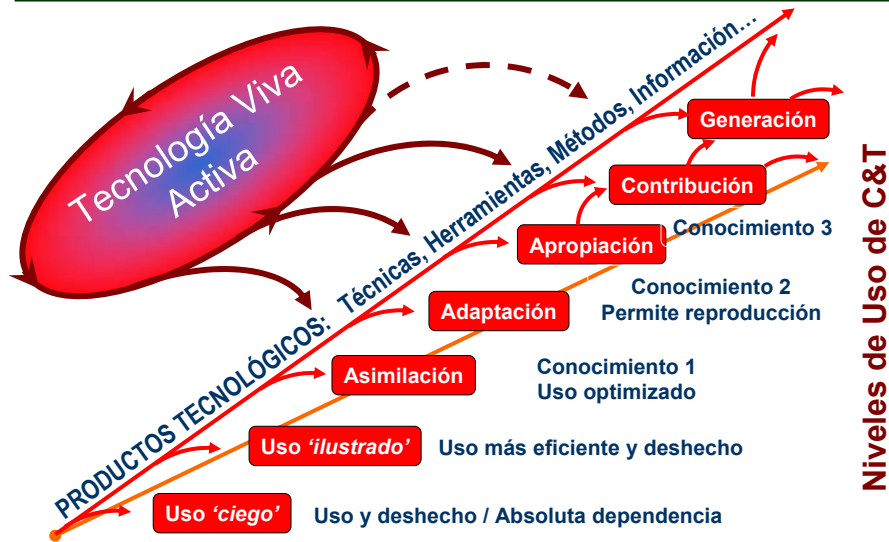 Tecnología Viva
Activa
PRODUCTOS TECNOLÓGICOS: Técnicas, Herramientas, Métodos, Información...
Generación
Contribución
Conocimiento 3
Apropiación
Conocimiento 2
Permite reproducción
Adaptación
Asimilación
Conocimiento 1
Uso optimizado
Uso ‘ilustrado’
Uso más eficiente y deshecho
Uso ‘ciego’
Uso y deshecho / Absoluta dependencia
Niveles de Uso de C&T